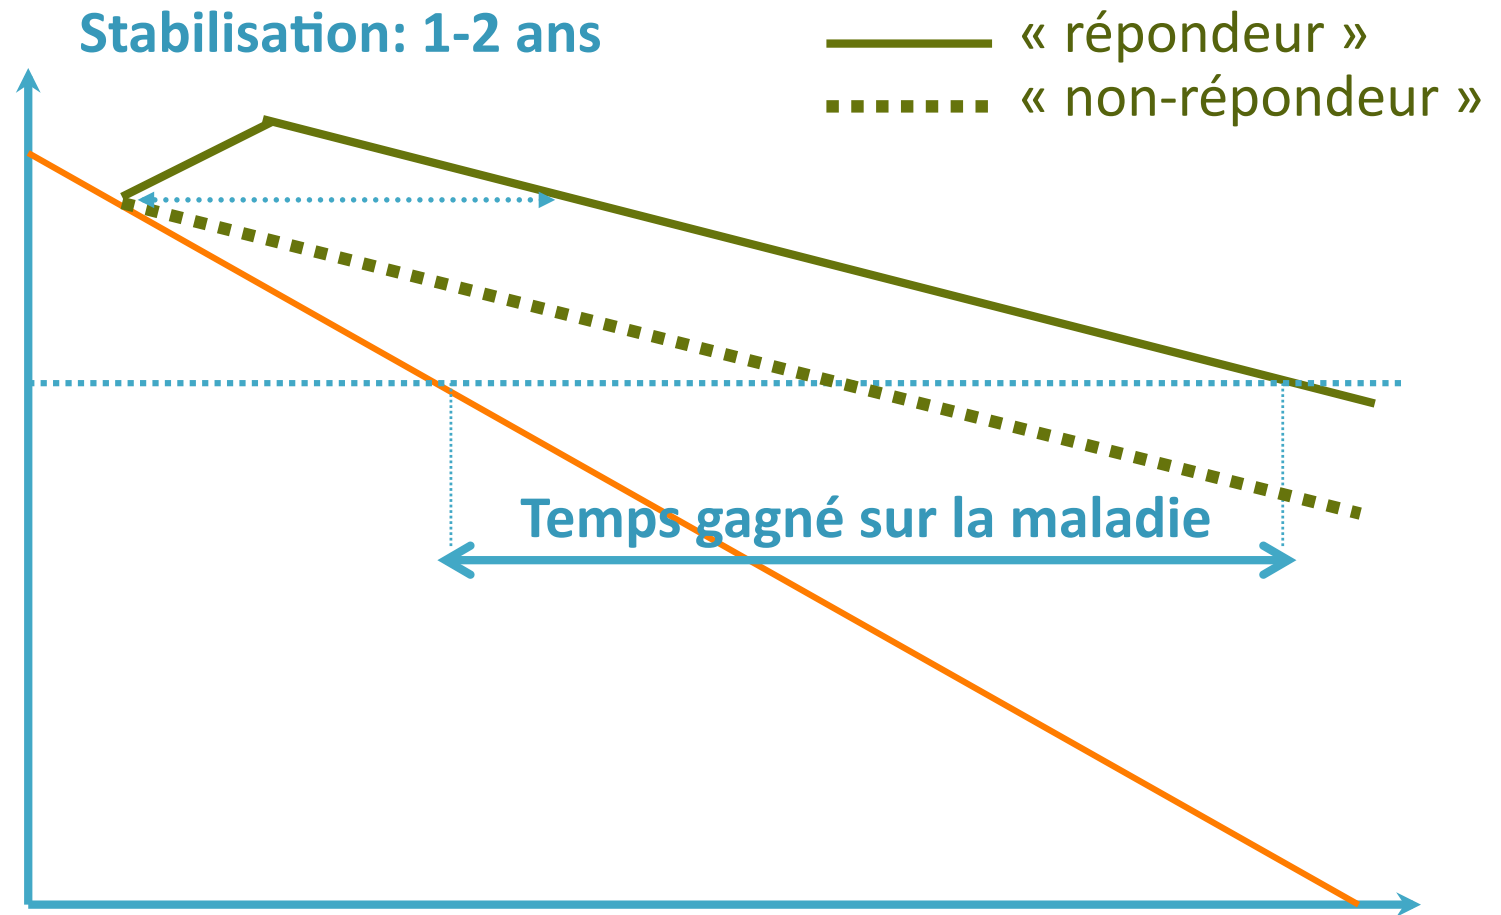 Stabilisation: 1-2 ans
« répondeur »
« non-répondeur »
Temps gagné sur la maladie